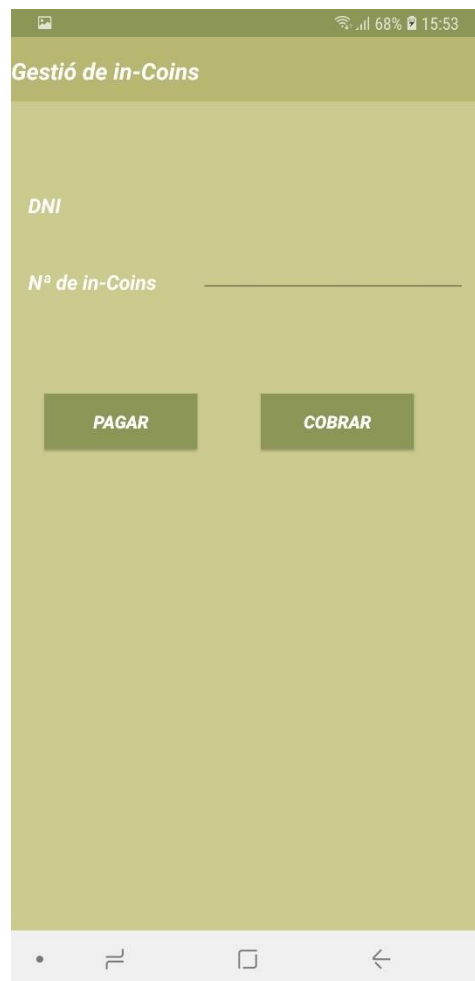 68% 15:53
Gestió de in-Coins
DNI
Nª de in-Coins
PAGAR
COBRAR